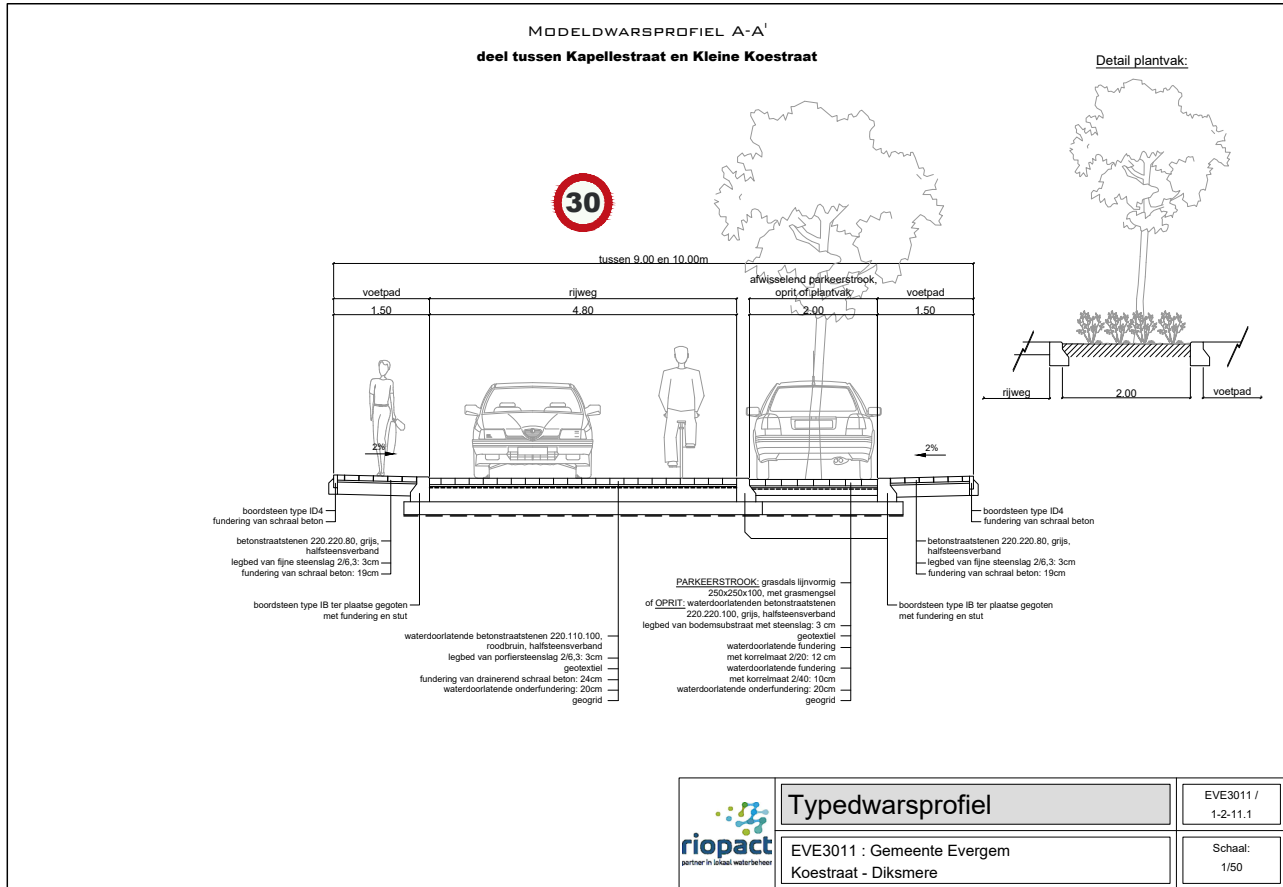 MODELDWARSPROFIEL A-A'
deel tussen Kapellestraat en Kleine Koestraat
Detail plantvak:
30
tussen 9.00 en 10.00m
afwisselend parkeerstrook,
voetpad
rijweg
oprit of plantvak
voetpad
1.50
4.80
2.00
1.50
rijweg
2.00
voetpad
2%
2%
boordsteen type ID4
fundering van schraal beton
betonstraatstenen 220.220.80, grijs,
halfsteensverband
legbed van fijne steenslag 2/6,3: 3cm
fundering van schraal beton: 19cm
boordsteen type IB ter plaatse gegoten
met fundering en stut
waterdoorlatende betonstraatstenen 220.110.100,
roodbruin, halfsteensverband
legbed van porfiersteenslag 2/6,3: 3cm
geotextiel
fundering van drainerend schraal beton: 24cm
waterdoorlatende onderfundering: 20cm
geogrid
PARKEERSTROOK: grasdals lijnvormig
250x250x100, met grasmengsel
of OPRIT: waterdoorlatenden betonstraatstenen
220.220.100, grijs, halfsteensverband
legbed van bodemsubstraat met steenslag: 3 cm
geotextiel
waterdoorlatende fundering
met korrelmaat 2/20: 12 cm
waterdoorlatende fundering
met korrelmaat 2/40: 10cm
waterdoorlatende onderfundering: 20cm
geogrid
boordsteen type ID4
fundering van schraal beton
betonstraatstenen 220.220.80, grijs,
halfsteensverband
legbed van fijne steenslag 2/6,3: 3cm
fundering van schraal beton: 19cm
boordsteen type IB ter plaatse gegoten
met fundering en stut
riopact
partner in lokaal waterbeheer
Typedwarsprofiel
EVE3011 /
1-2-11.1
EVE3011 : Gemeente Evergem
Koestraat - Diksmere
Schaal:
1/50